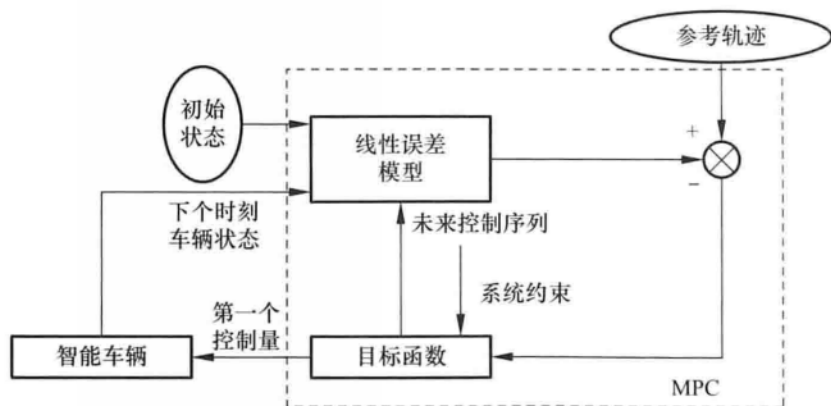 参考轨迹
初始
状态
线性误差
模型
+
−
下个时刻
车辆状态
未来控制序列
系统约束
第一个
控制量
智能车辆
目标函数
MPC